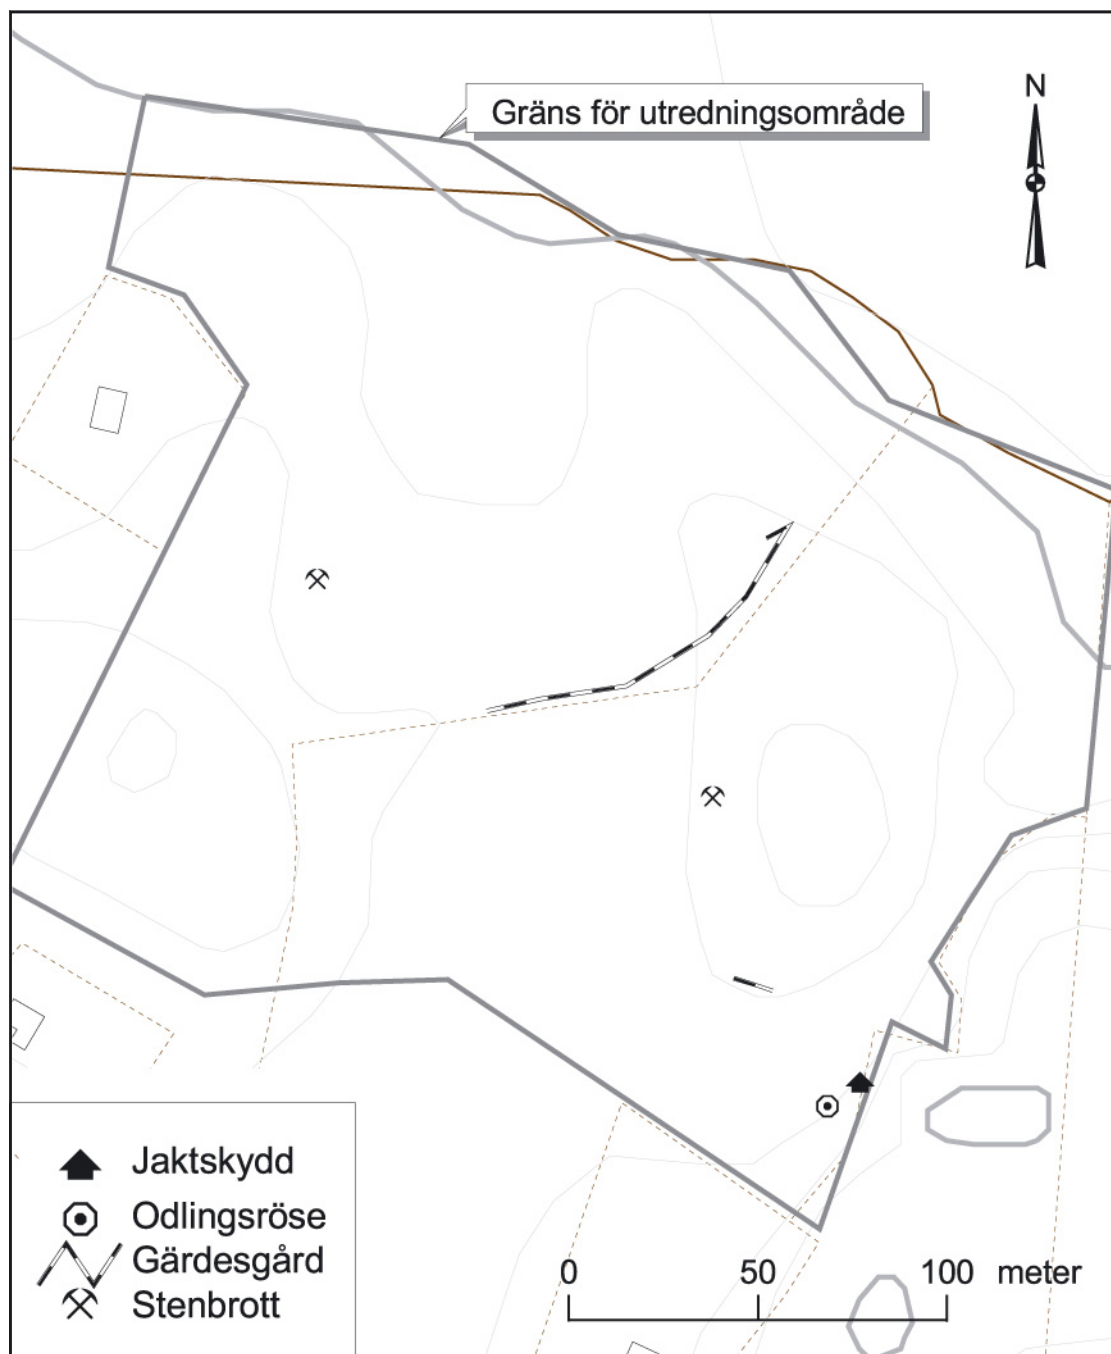 Gräns för utredningsområde
N
Jaktskydd
Odlingsröse
Gärdesgård
Stenbrott
0 50 100 meter